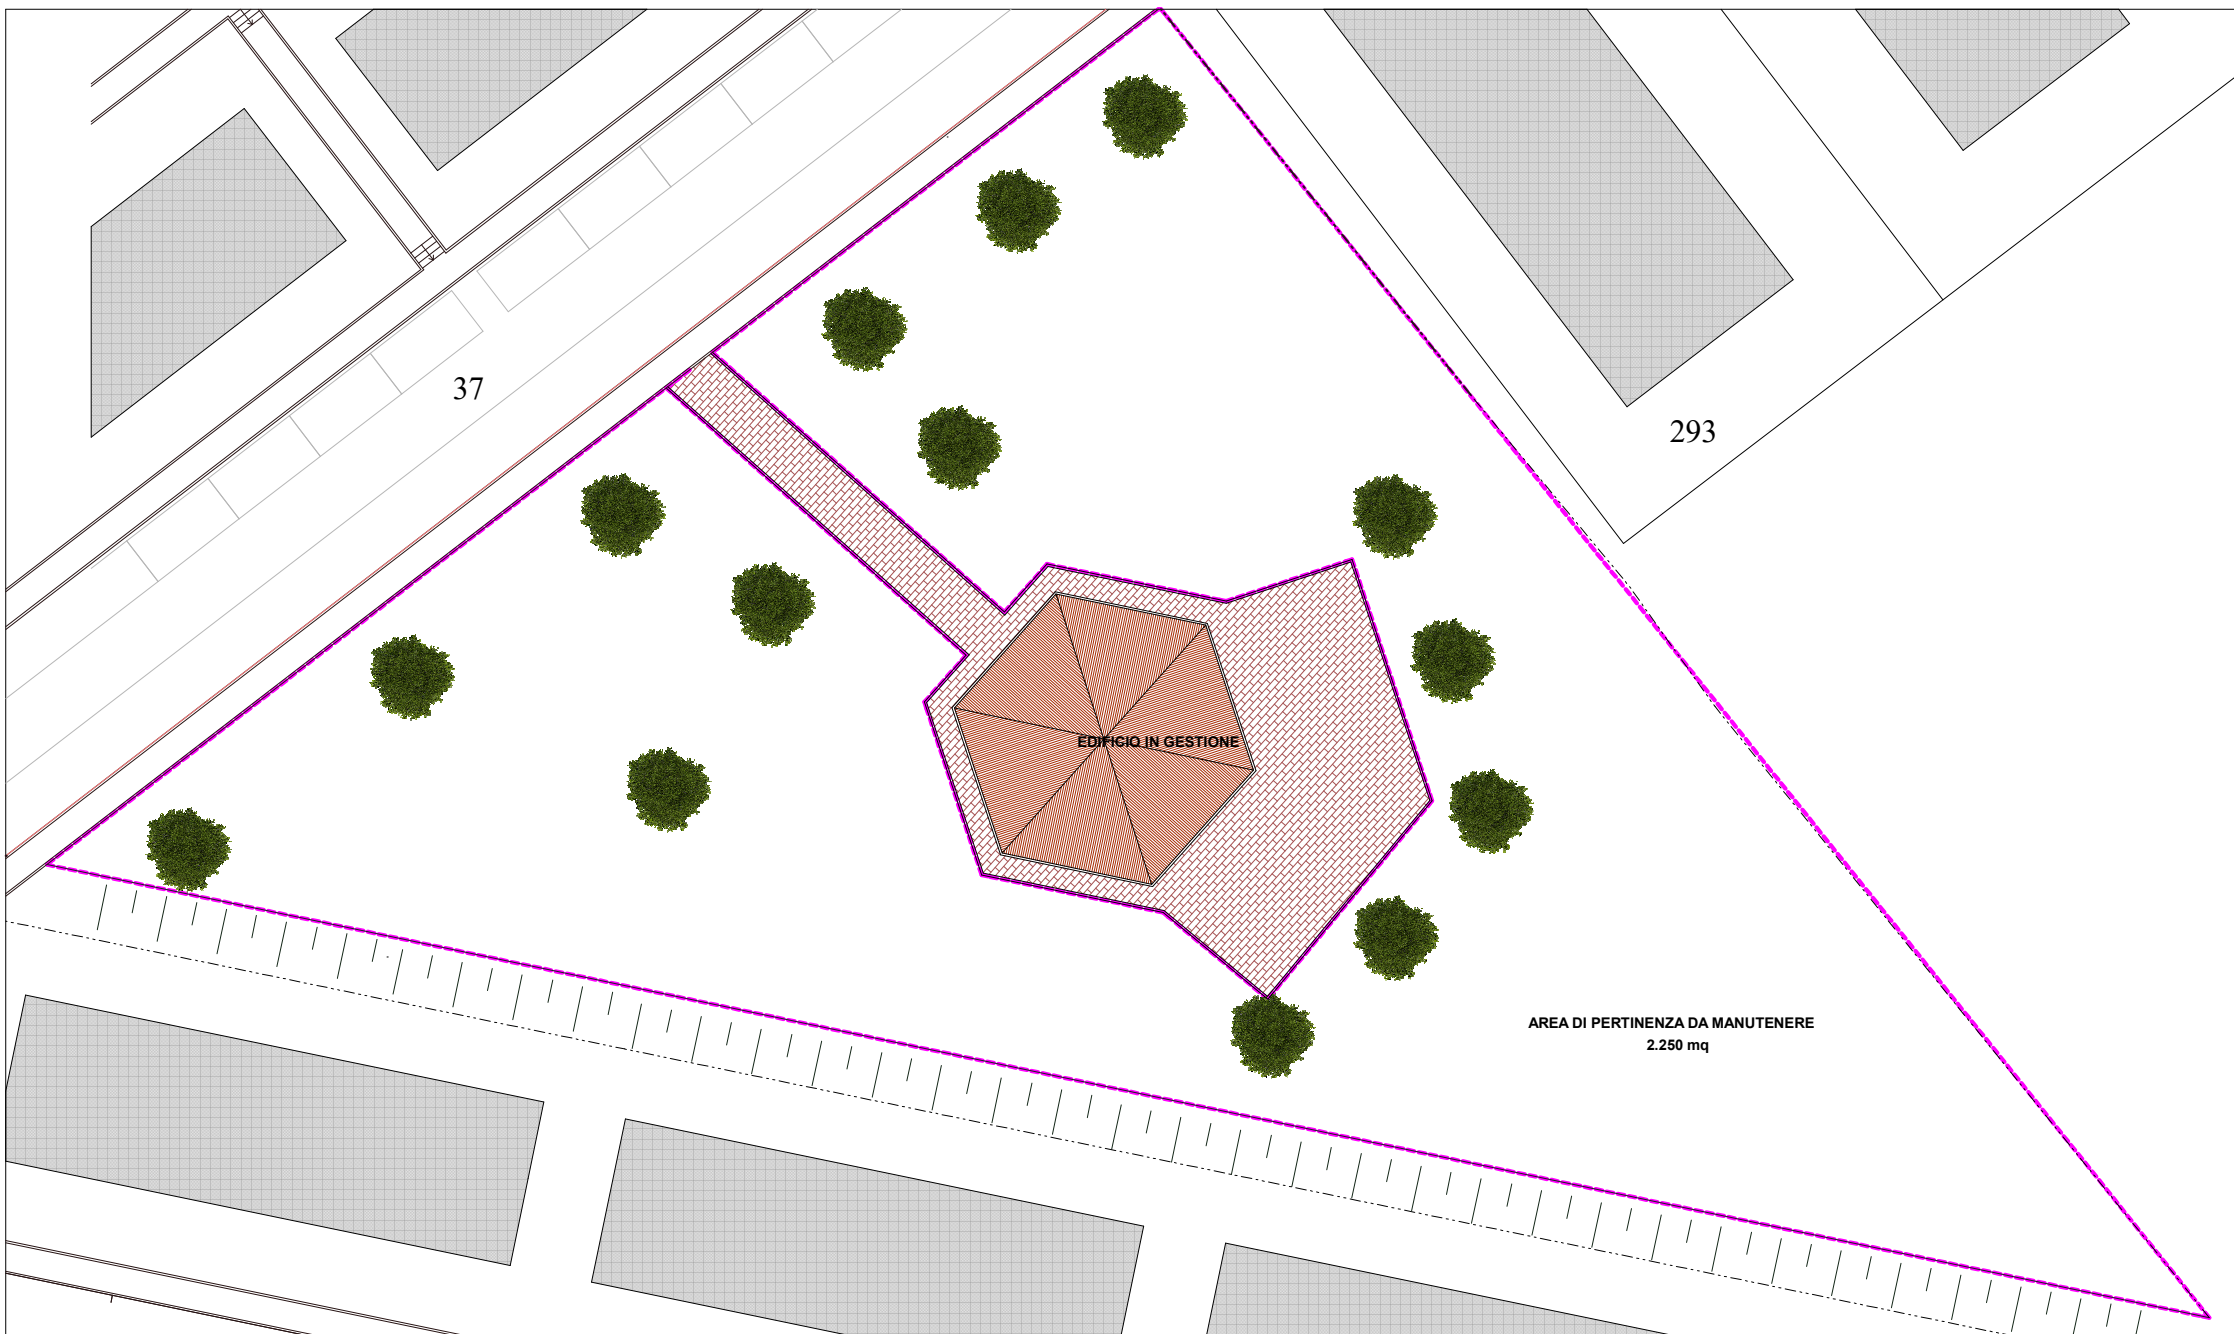 37
293
EDIFICIO IN GESTIONE
AREA DI PERTINENZA DA MANUTENERE
2.250 mq